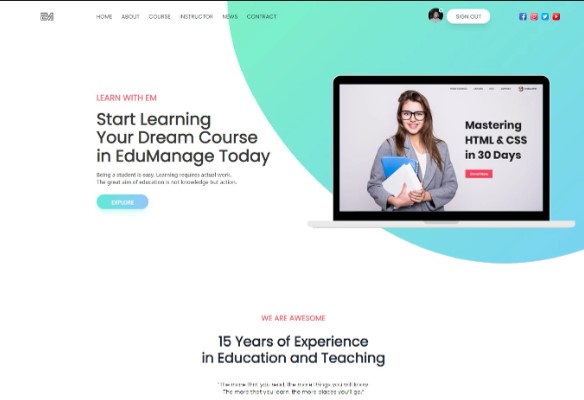 EM
HOME ABOUT COURSE INSTRUCTOR NEWS CONTRACT
SIGN OUT
LEARN WITH EM
Start Learning
Your Dream Course
in EduManage Today
Being a student is easy. Learning requires actual work.
The great aim of education is not knowledge but action.
EXPLORE
Mastering
HTML & CSS
in 30 Days
WE ARE AWESOME
15 Years of Experience
in Education and Teaching
"The more that you read, the more things you will know.
The more that you learn, the more places you'll go."